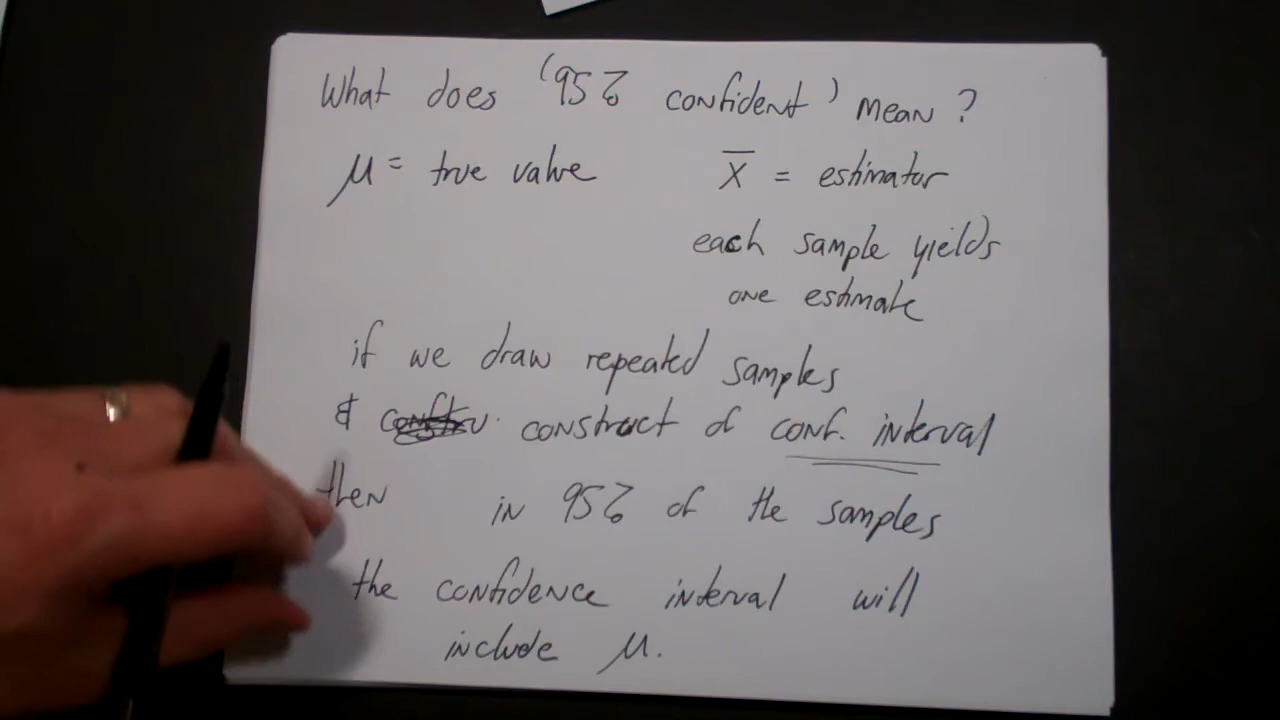 What does (95% confident) mean?
μ = true value
X̅ = estimator
each sample yields
one estimate
if we draw repeated samples
& construct of conf. interval
then in 95% of the samples
the confidence interval will
include μ.